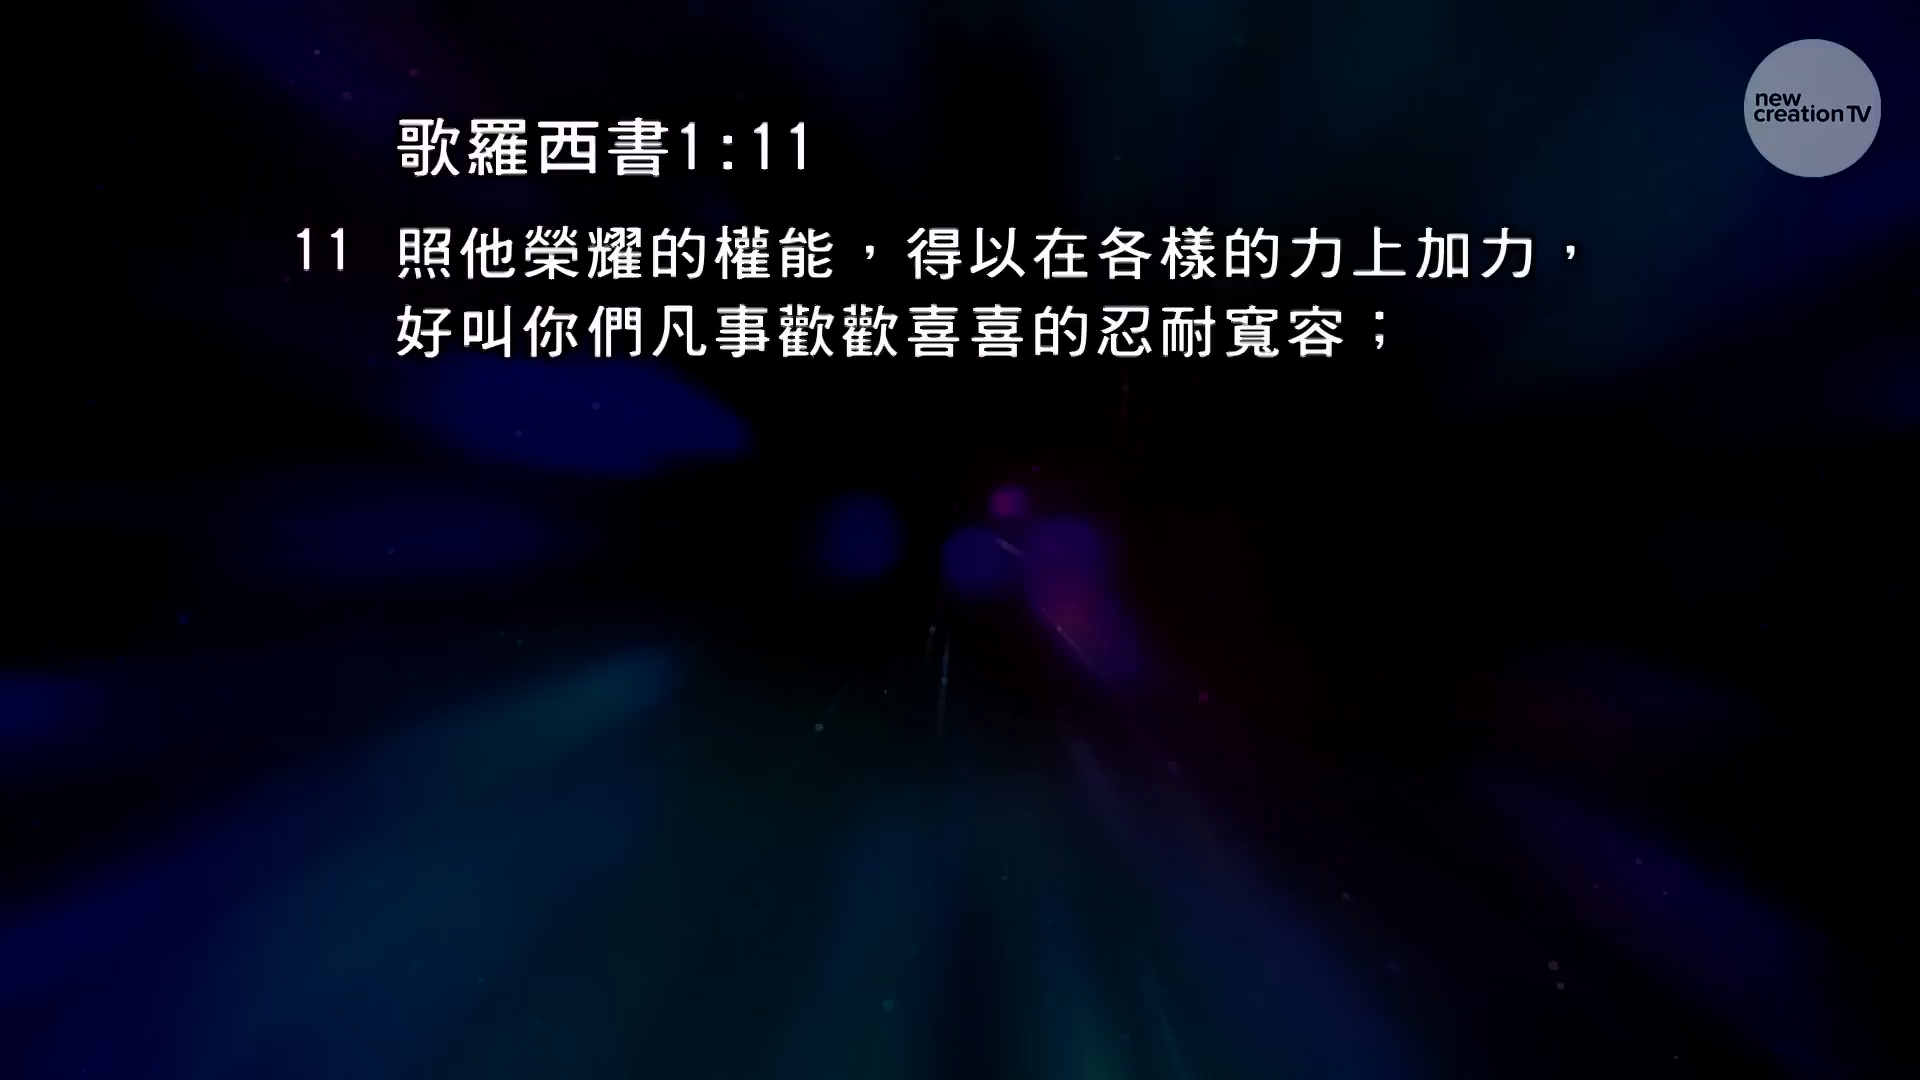 new
creation TV
歌羅西書1:11
11 照他榮耀的權能，得以在各樣的力上加力，
好叫你們凡事歡歡喜喜的忍耐寬容；